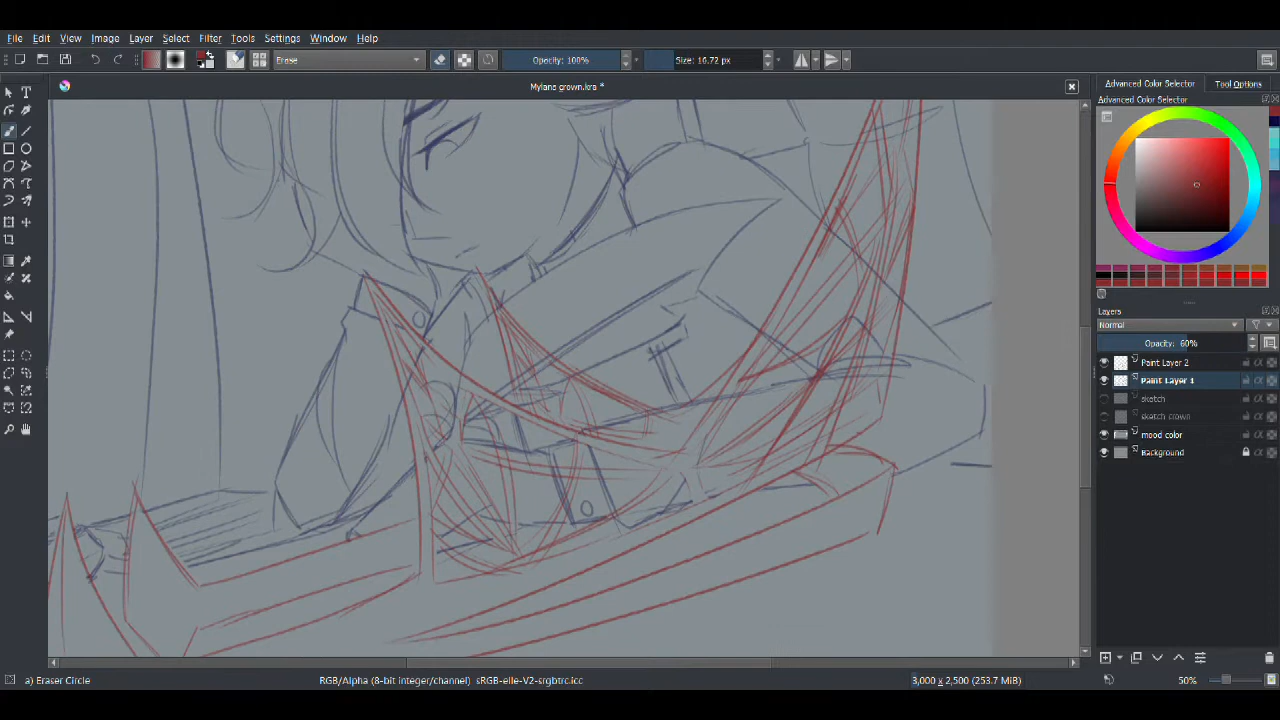 File Edit View Image Layer Select Filter Tools Settings Window Help
Erase Opacity: 100% Size: 16.72 px
Mylane grown.kra *
Advanced Color Selector Tool Options
Advanced Color Selector
Layers
Normal
Opacity: 60%
Paint Layer 2
Paint Layer 1
sketch
sketch crown
mood color
Background
a) Eraser Circle RGB/Alpha (8-bit integer/channel) sRGB-elle-V2-srgbtrc.icc 3,000 x 2,500 (253.7 MiB) 50%